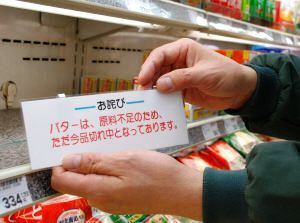 お詫び
バターは、原料不足のため、
ただ今品切れ中となっております。
334